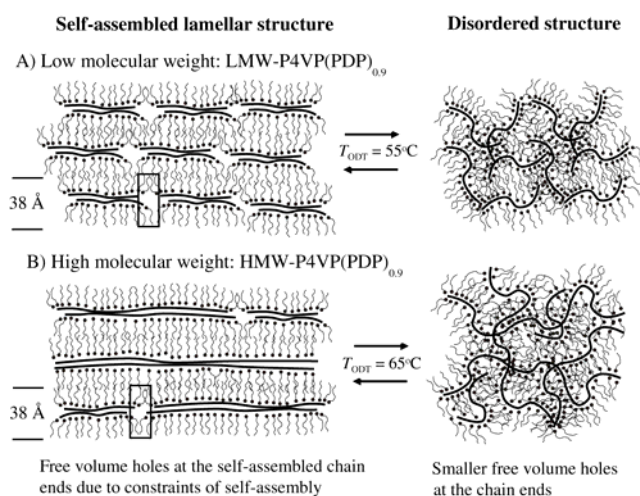 Self-assembled lamellar structure
Disordered structure
A) Low molecular weight: LMW-P4VP(PDP)0.9
38 Å
TODT = 55°C
B) High molecular weight: HMW-P4VP(PDP)0.9
38 Å
TODT = 65°C
Free volume holes at the self-assembled chain
ends due to constraints of self-assembly
Smaller free volume holes
at the chain ends